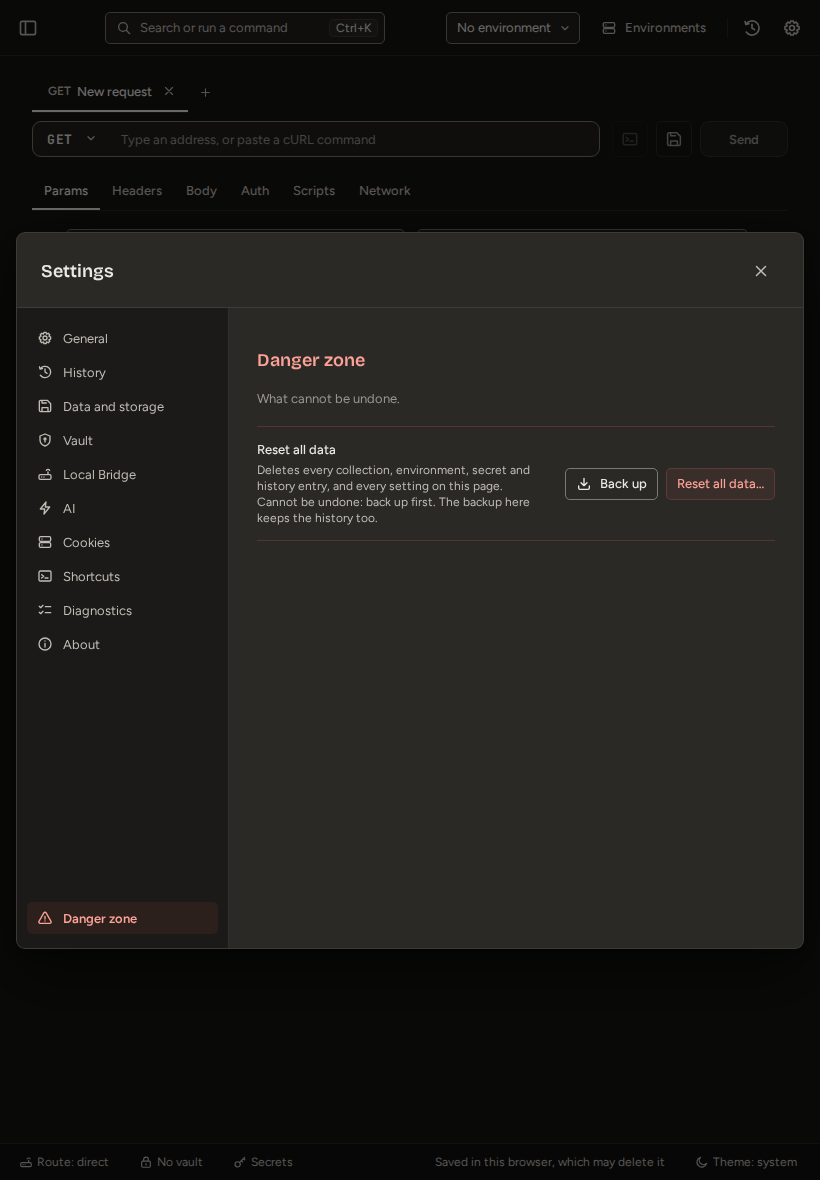 Search or run a command Ctrl+K No environment Environments
GET New request
GET Type an address, or paste a cURL command Send
Params Headers Body Auth Scripts Network
Settings
General
History
Data and storage
Vault
Local Bridge
AI
Cookies
Shortcuts
Diagnostics
About
Danger zone
Danger zone
What cannot be undone.
Reset all data
Deletes every collection, environment, secret and
history entry, and every setting on this page.
Cannot be undone: back up first. The backup here
keeps the history too.
Back up Reset all data...
Route: direct No vault Secrets Saved in this browser, which may delete it Theme: system